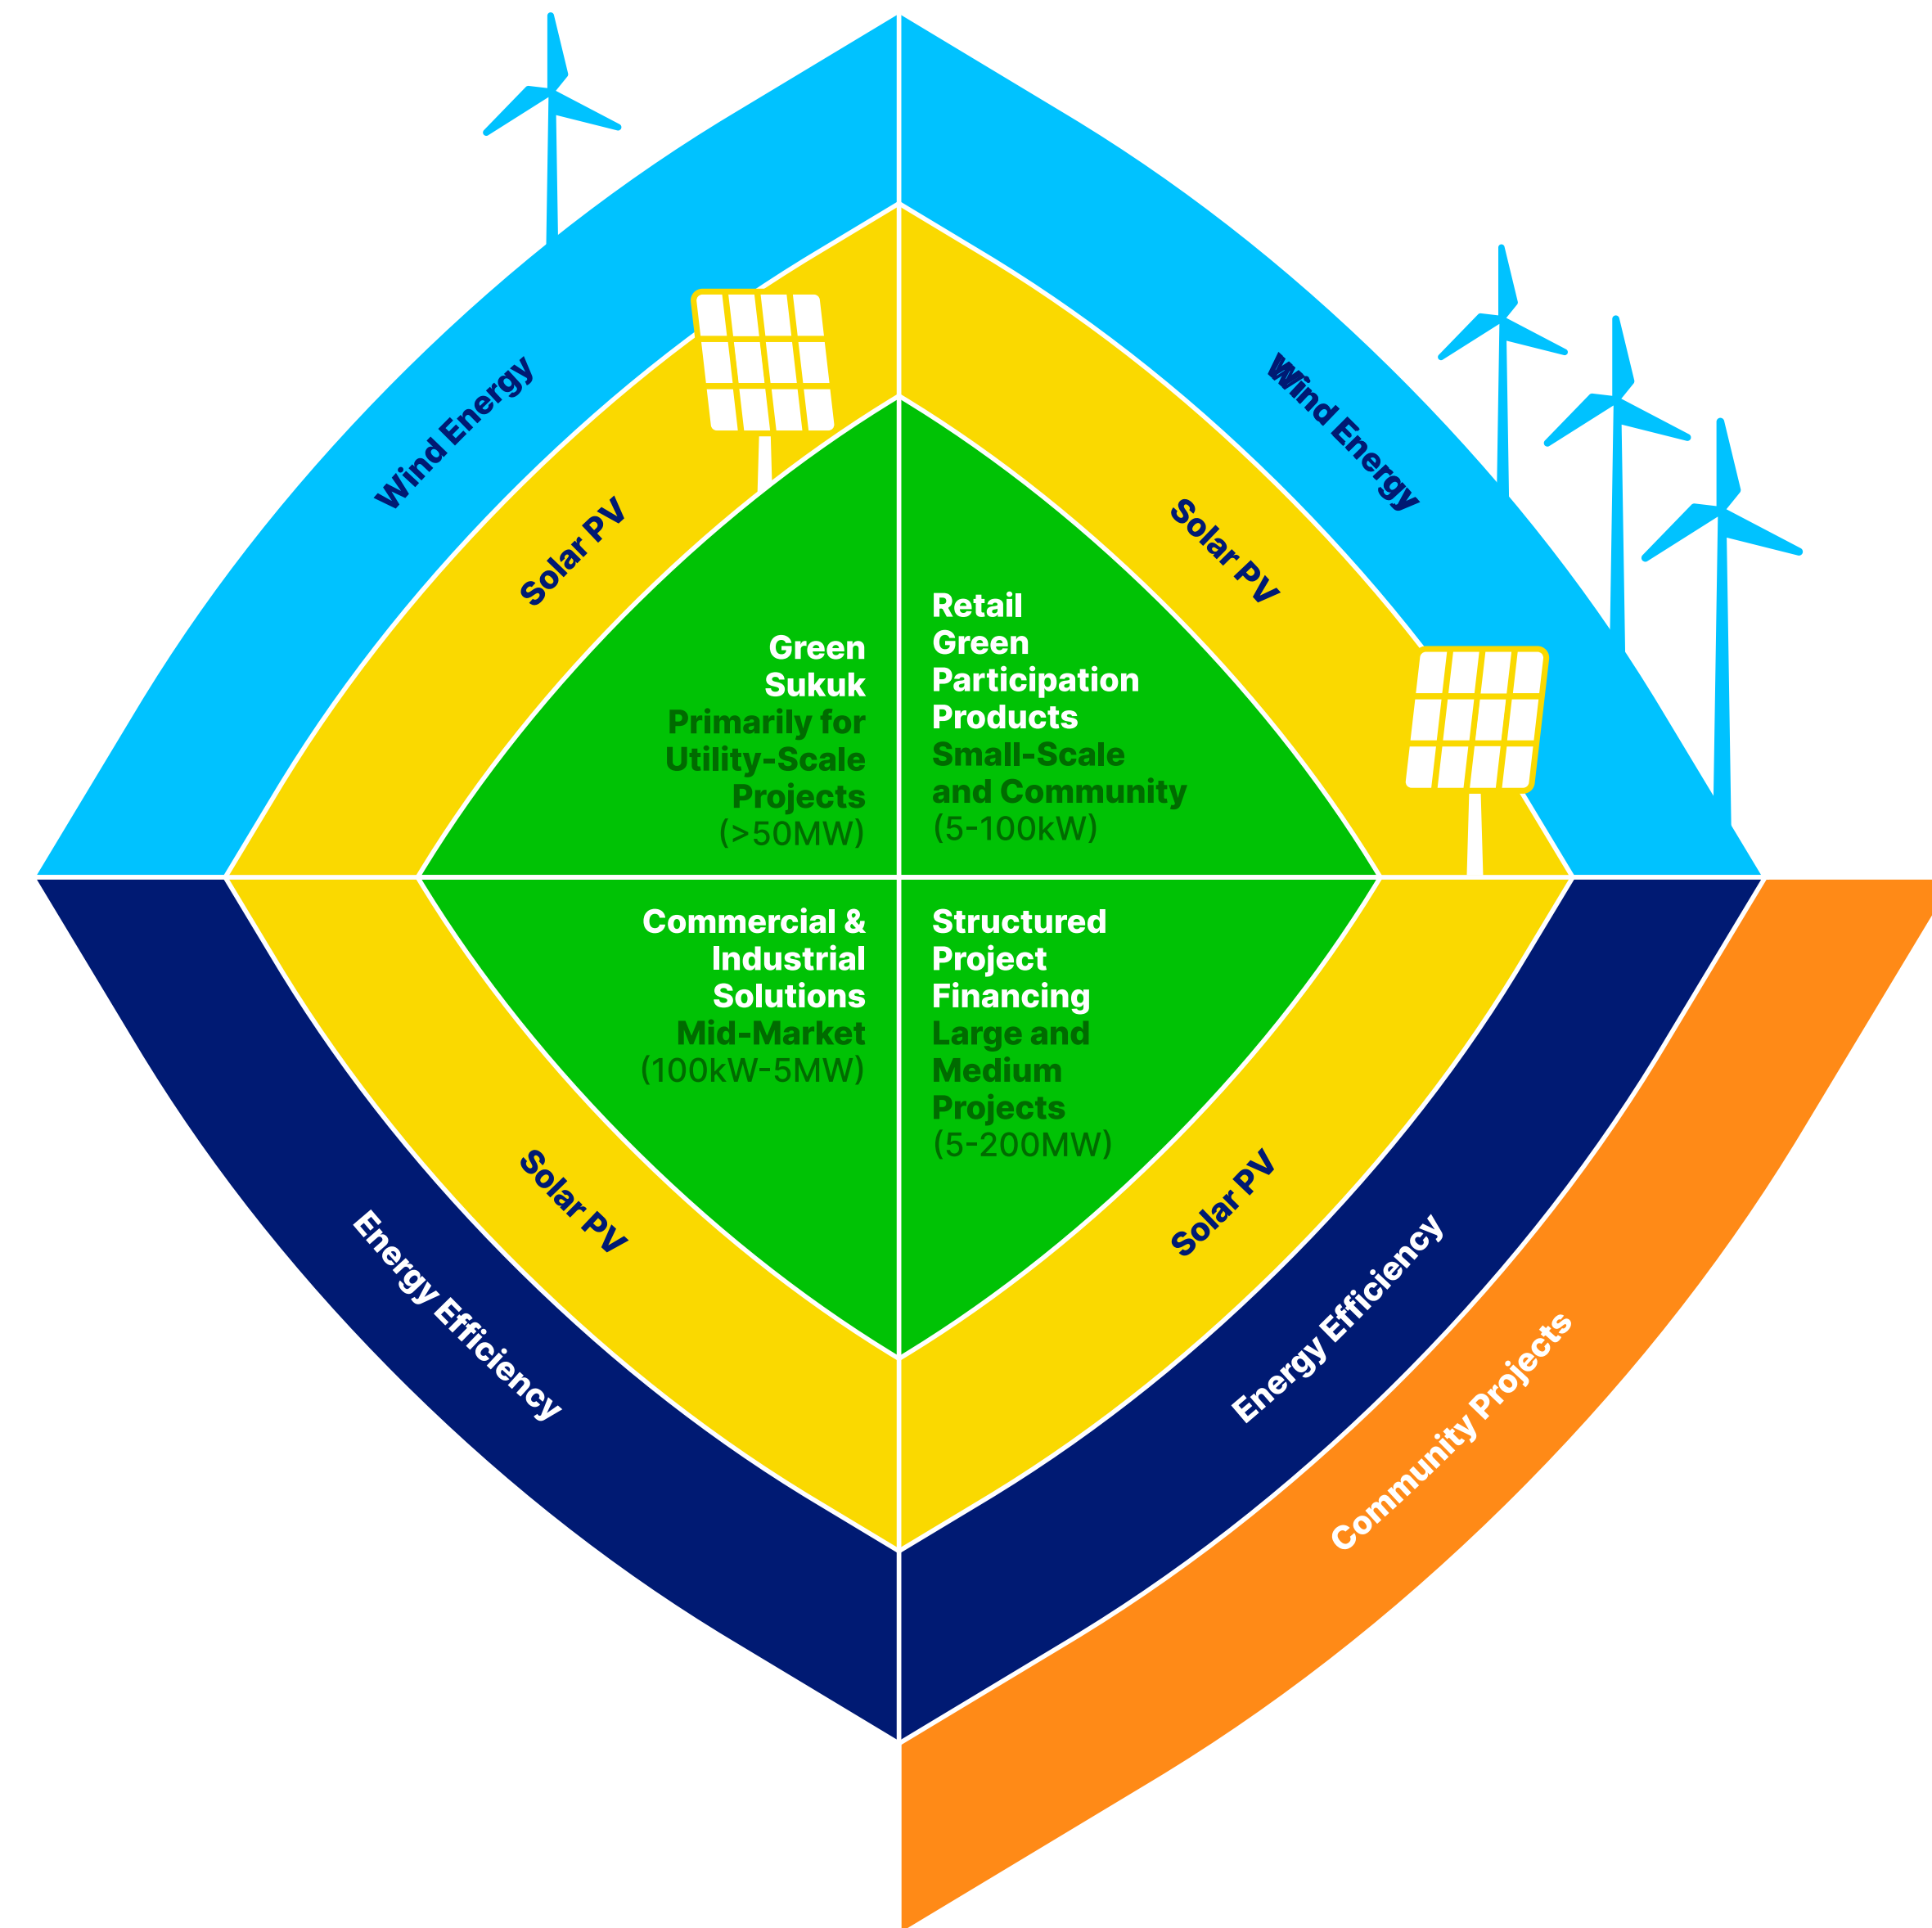 Wind Energy
Wind Energy
Solar PV
Solar PV
Green
Sukuk
Primarily for
Utility-Scale
Projects
(>50MW)
Retail
Green
Participation
Products
Small-Scale
and Community
(5-100kW)
Commercial &
Industrial
Solutions
Mid-Market
(100kW-5MW)
Structured
Project
Financing
Large and
Medium
Projects
(5-200MW)
Solar PV
Solar PV
Energy Efficiency
Energy Efficiency
Community Projects